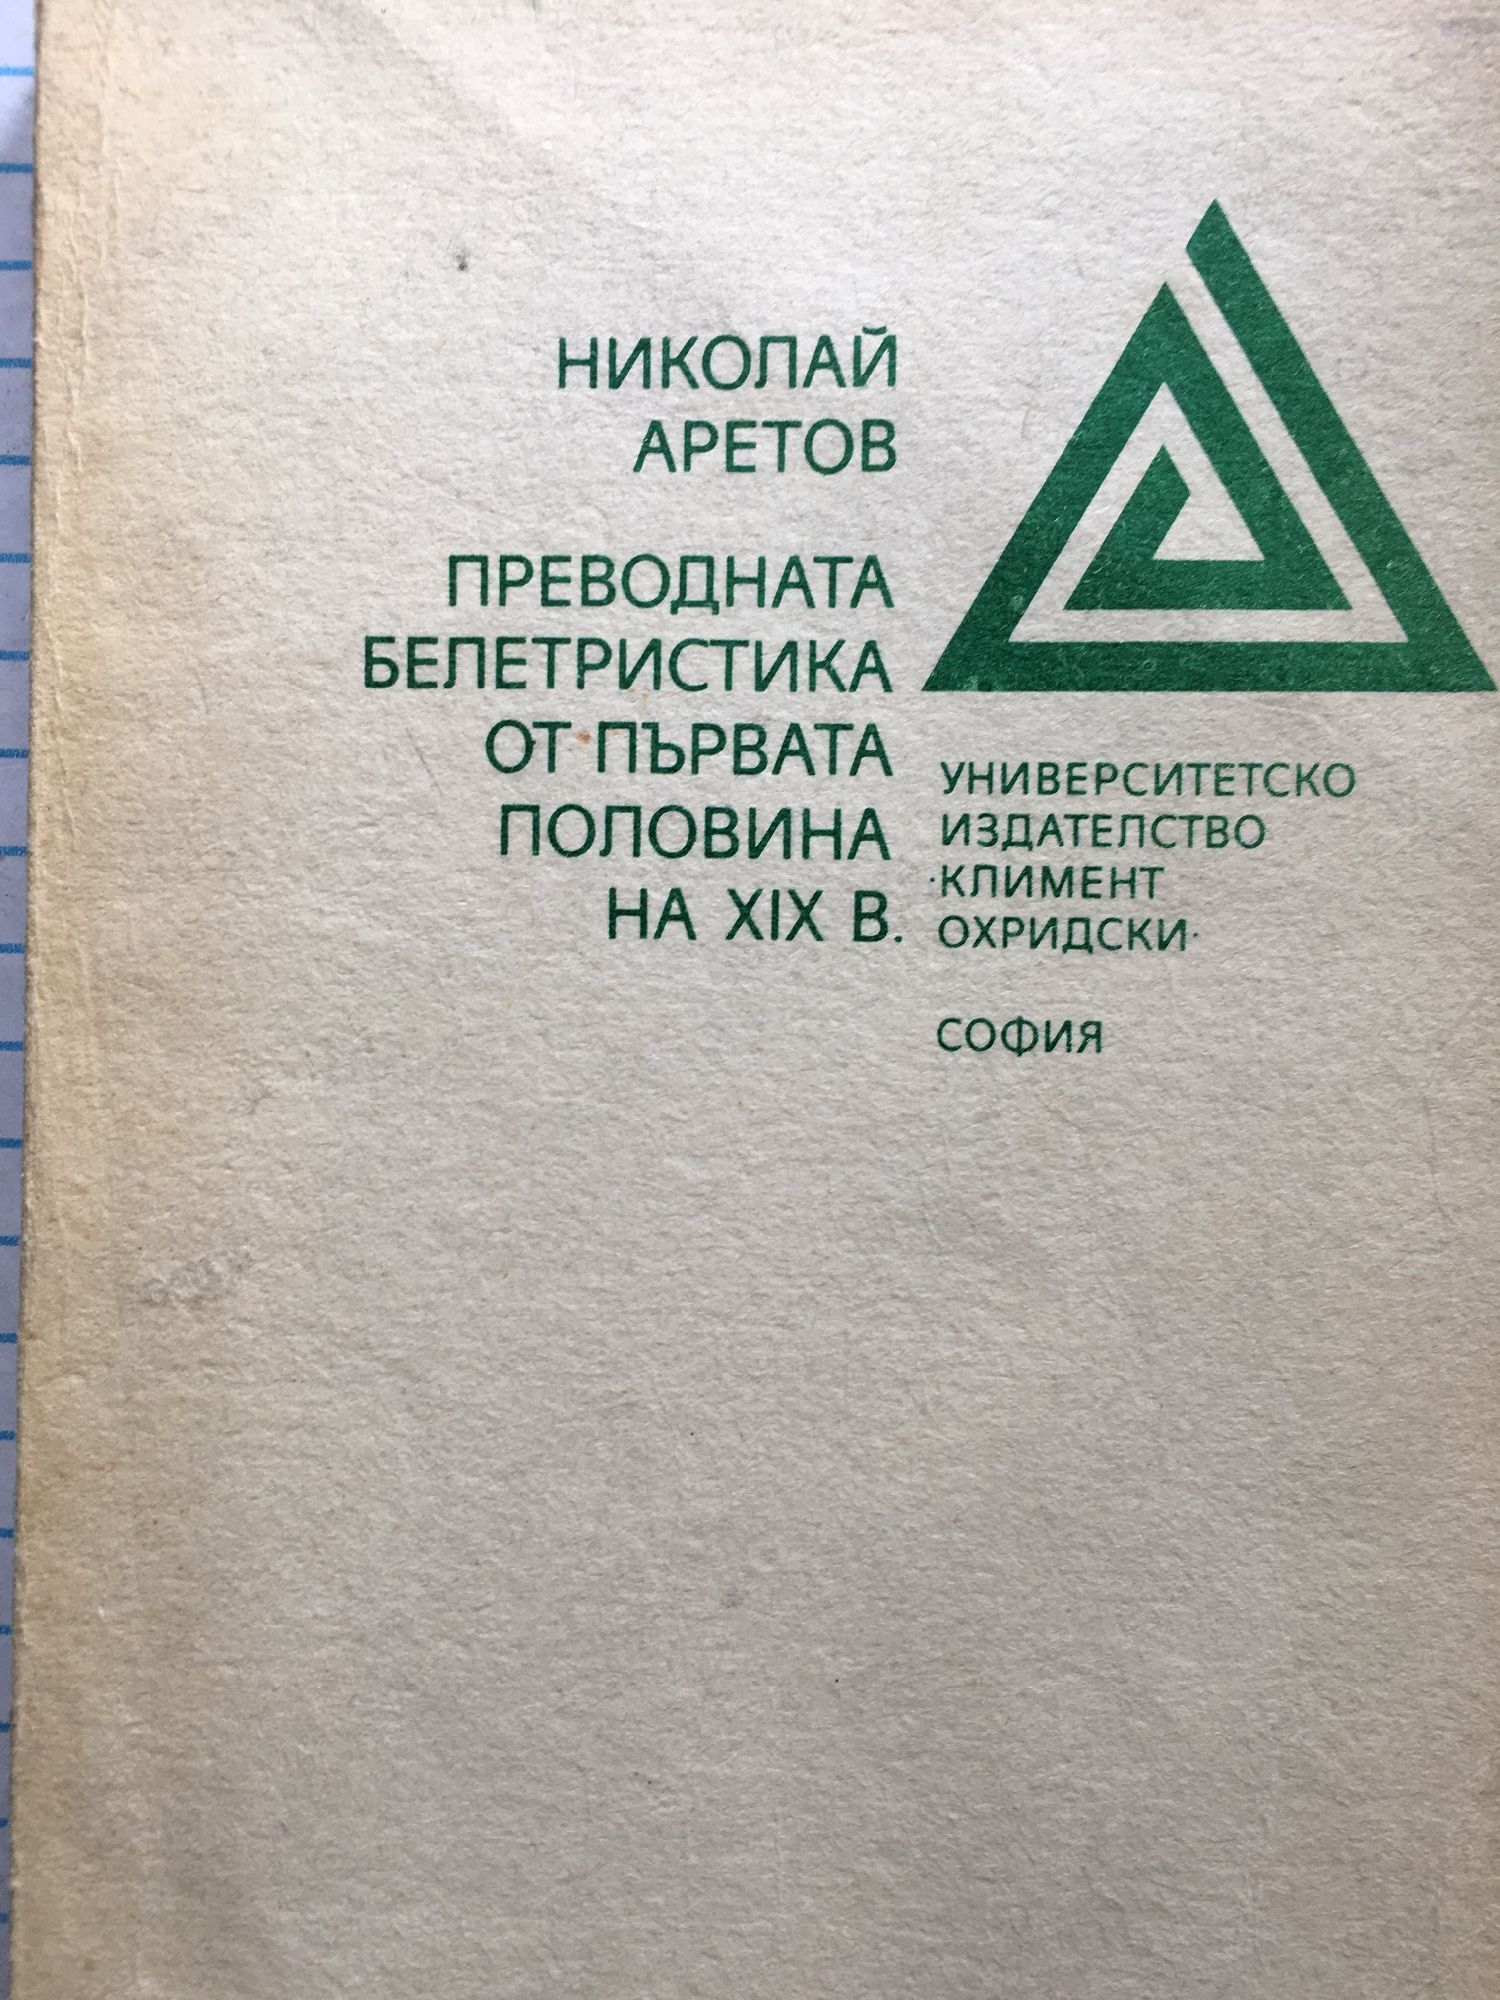 НИКОЛАЙ
АРЕТОВ
ПРЕВОДНАТА
БЕЛЕТРИСТИКА
ОТ ПЪРВАТА
ПОЛОВИНА
НА XIX В.
УНИВЕРСИТЕТСКО
ИЗДАТЕЛСТВО
·КЛИМЕНТ
ОХРИДСКИ·
СОФИЯ